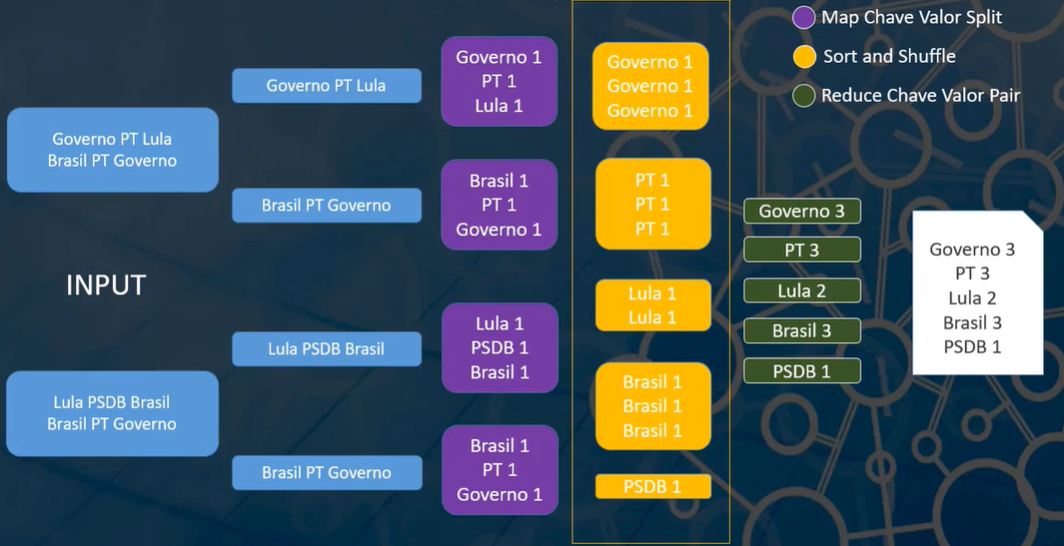 Map Chave Valor Split
Sort and Shuffle
Reduce Chave Valor Pair
Governo PT Lula
Brasil PT Governo
INPUT
Lula PSDB Brasil
Brasil PT Governo
Governo PT Lula
Brasil PT Governo
Lula PSDB Brasil
Brasil PT Governo
Governo 1
PT 1
Lula 1
Brasil 1
PT 1
Governo 1
Lula 1
PSDB 1
Brasil 1
Brasil 1
PT 1
Governo 1
Governo 1
Governo 1
Governo 1
PT 1
PT 1
PT 1
Lula 1
Lula 1
Brasil 1
Brasil 1
Brasil 1
PSDB 1
Governo 3
PT 3
Lula 2
Brasil 3
PSDB 1
Governo 3
PT 3
Lula 2
Brasil 3
PSDB 1